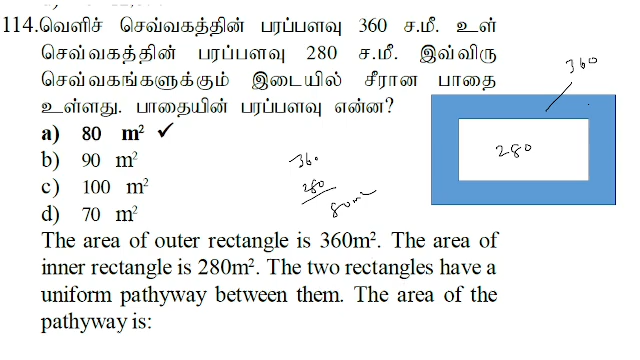 114.வெளிச் செவ்வகத்தின் பரப்பளவு 360 ச.மீ. உள்
செவ்வகத்தின் பரப்பளவு 280 ச.மீ. இவ்விரு
செவ்வகங்களுக்கும் இடையில் சீரான பாதை
உள்ளது. பாதையின் பரப்பளவு என்ன?
a) 80 m² ✓
b) 90 m²
c) 100 m²
d) 70 m²
360
280
80m²
360
280
The area of outer rectangle is 360m². The area of
inner rectangle is 280m². The two rectangles have a
uniform pathyway between them. The area of the
pathyway is: